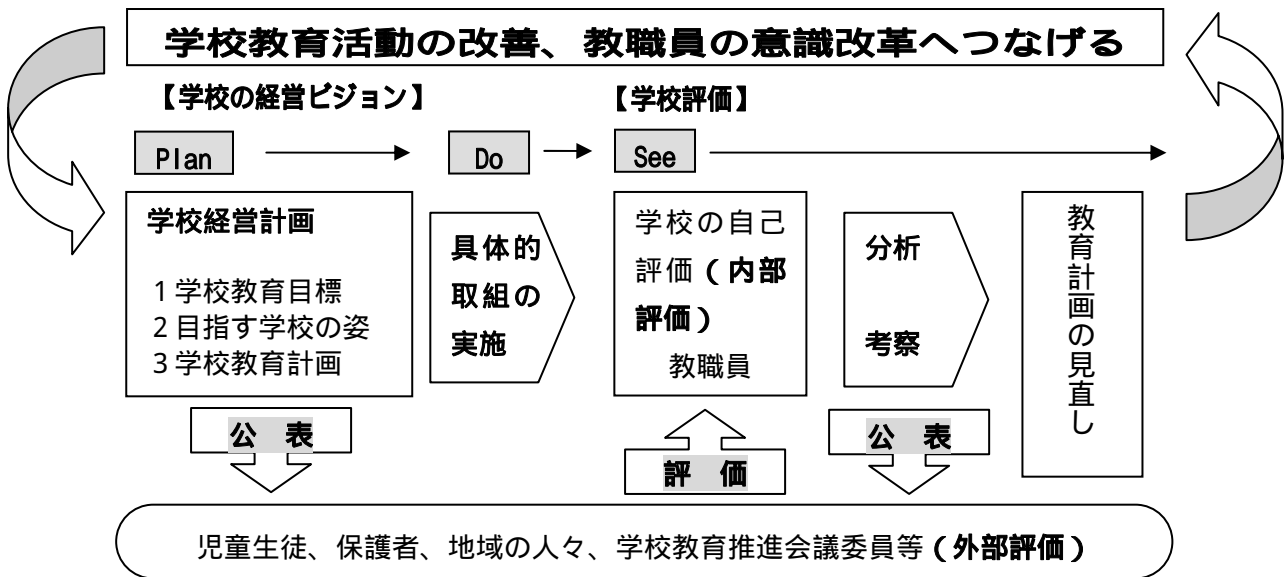 学校教育活動の改善、教職員の意識改革へつなげる
【学校の経営ビジョン】
【学校評価】
Plan
Do
See
学校経営計画
1学校教育目標
2目指す学校の姿
3学校教育計画
具体的
取組の
実施
学校の自己
評価（内部
評価）
教職員
分析
考察
教育計画の見直し
公 表
評 価
公 表
児童生徒、保護者、地域の人々、学校教育推進会議委員等（外部評価）